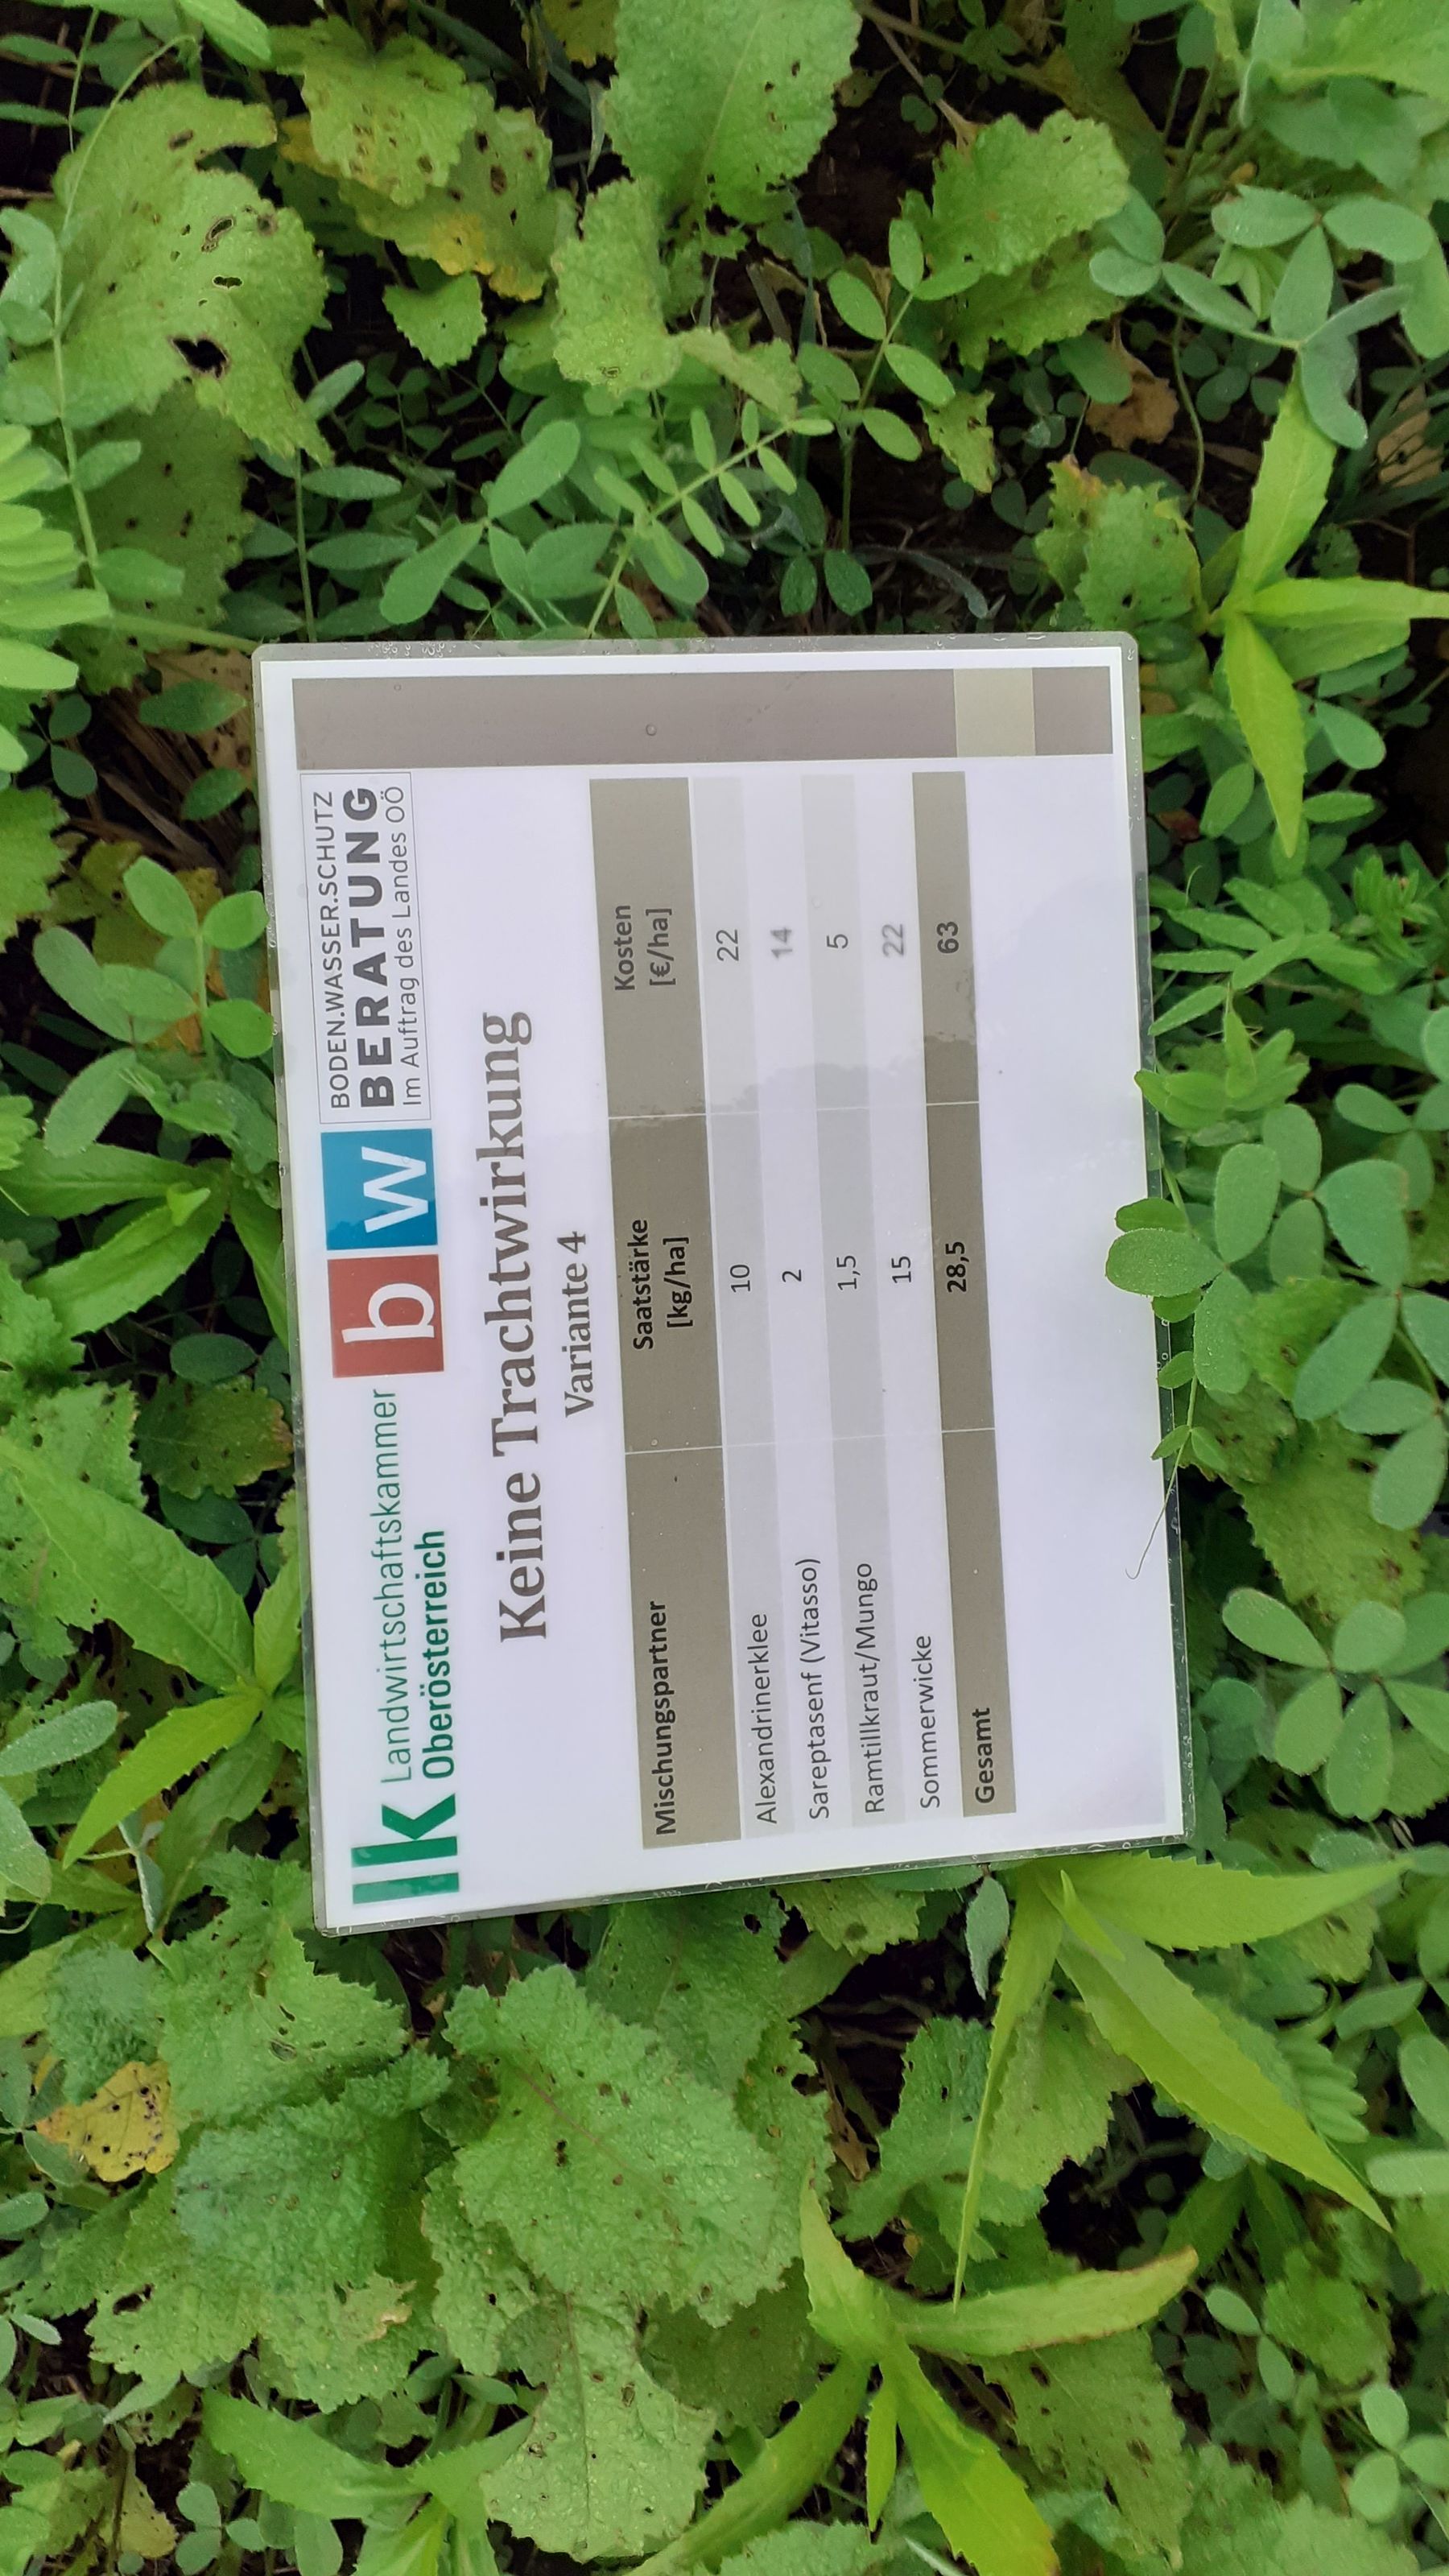 lk Landwirtschaftskammer
Oberösterreich
b w
BODEN.WASSER.SCHUTZ
BERATUNG
Im Auftrag des Landes OÖ
Keine Trachtwirkung
Variante 4
Mischungspartner Saatstärke [kg/ha] Kosten [€/ha]
Alexandrinerklee 10 22
Sareptasenf (Vitasso) 2 14
Ramtillkraut/Mungo 1,5 5
Sommerwicke 15 22
Gesamt 28,5 63